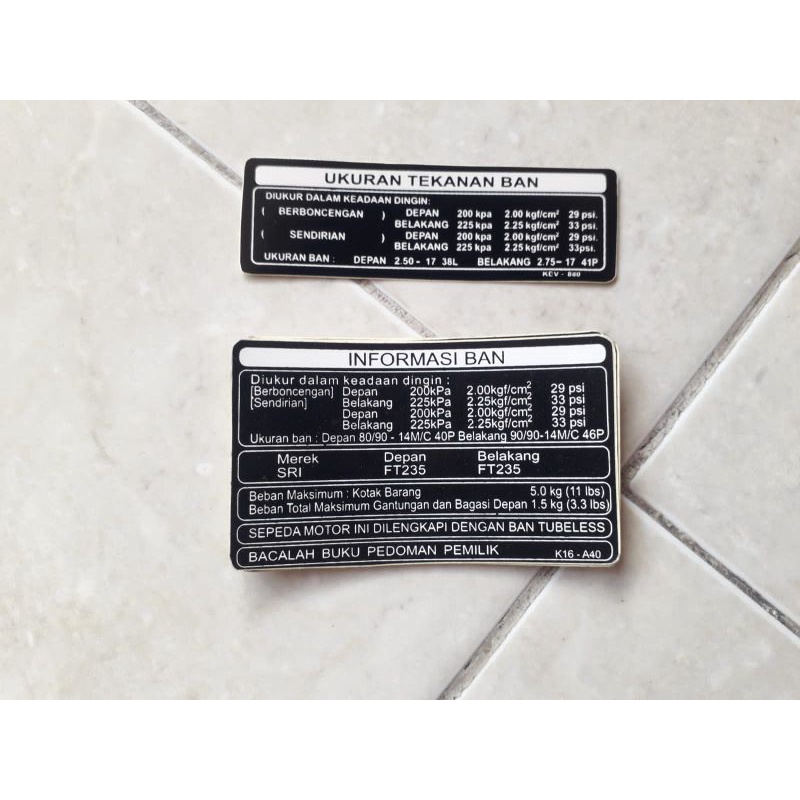 UKURAN TEKANAN BAN
DIUKUR DALAM KEADAAN DINGIN:
( BERBONCENGAN ) DEPAN 200 kpa 2.00 kgf/cm² 29 psi.
BELAKANG 225 kpa 2.25 kgf/cm² 33 psi.
( SENDIRIAN ) DEPAN 200 kpa 2.00 kgf/cm² 29 psi.
BELAKANG 225 kpa 2.25 kgf/cm² 33psi.
UKURAN BAN : DEPAN 2.50 - 17 38L BELAKANG 2.75 - 17 41P
KEV - 880
INFORMASI BAN
Diukur dalam keadaan dingin :
[Berboncengan] Depan 200kPa 2.00kgf/cm² 29 psi
[Sendirian] Belakang 225kPa 2.25kgf/cm² 33 psi
Depan 200kPa 2.00kgf/cm² 29 psi
Belakang 225kPa 2.25kgf/cm² 33 psi
Ukuran ban : Depan 80/90 - 14M/C 40P Belakang 90/90-14M/C 46P
Merek Depan Belakang
SRI FT235 FT235
Beban Maksimum : Kotak Barang 5.0 kg (11 lbs)
Beban Total Maksimum Gantungan dan Bagasi Depan 1.5 kg (3.3 lbs)
SEPEDA MOTOR INI DILENGKAPI DENGAN BAN TUBELESS
BACALAH BUKU PEDOMAN PEMILIK K16 - A40